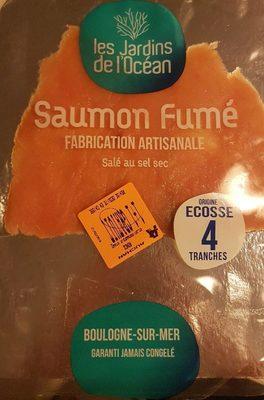 les Jardins
de l'Océan
Saumon Fumé
FABRICATION ARTISANALE
Salé au sel sec
ORIGINE
ECOSSE
4
TRANCHES
BOULOGNE-SUR-MER
GARANTI JAMAIS CONGELÉ